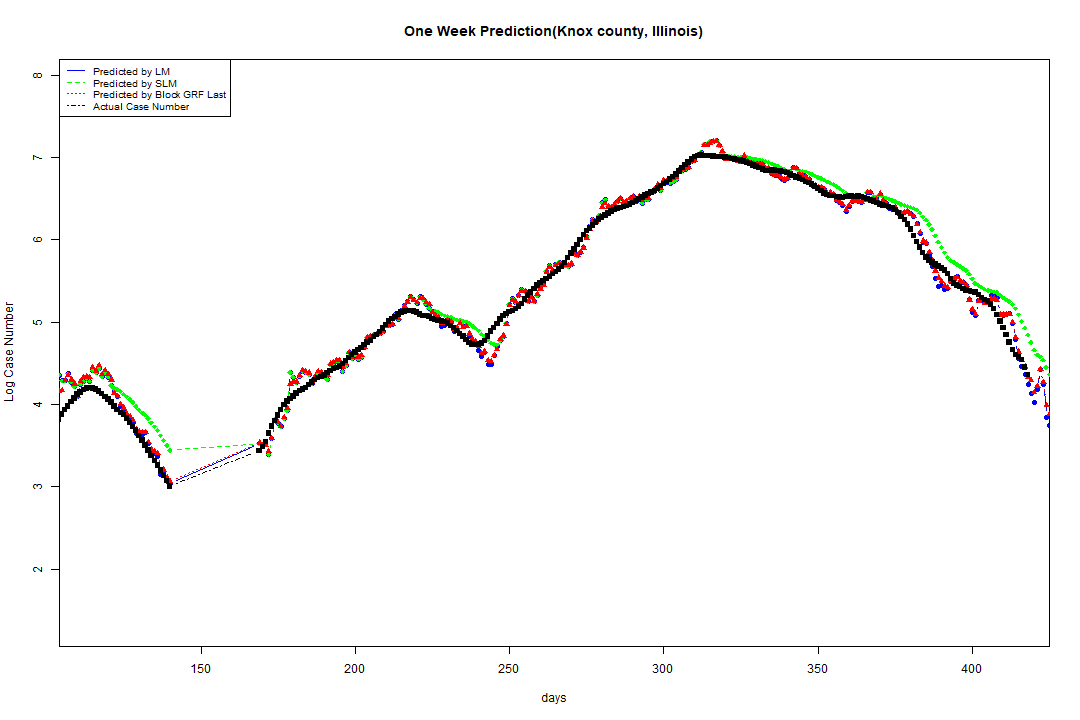 One Week Prediction(Knox county, Illinois)
Predicted by LM
Predicted by SLM
Predicted by Block GRF Last
Actual Case Number
8
7
6
5
4
3
2
Log Case Number
150 200 250 300 350 400
days